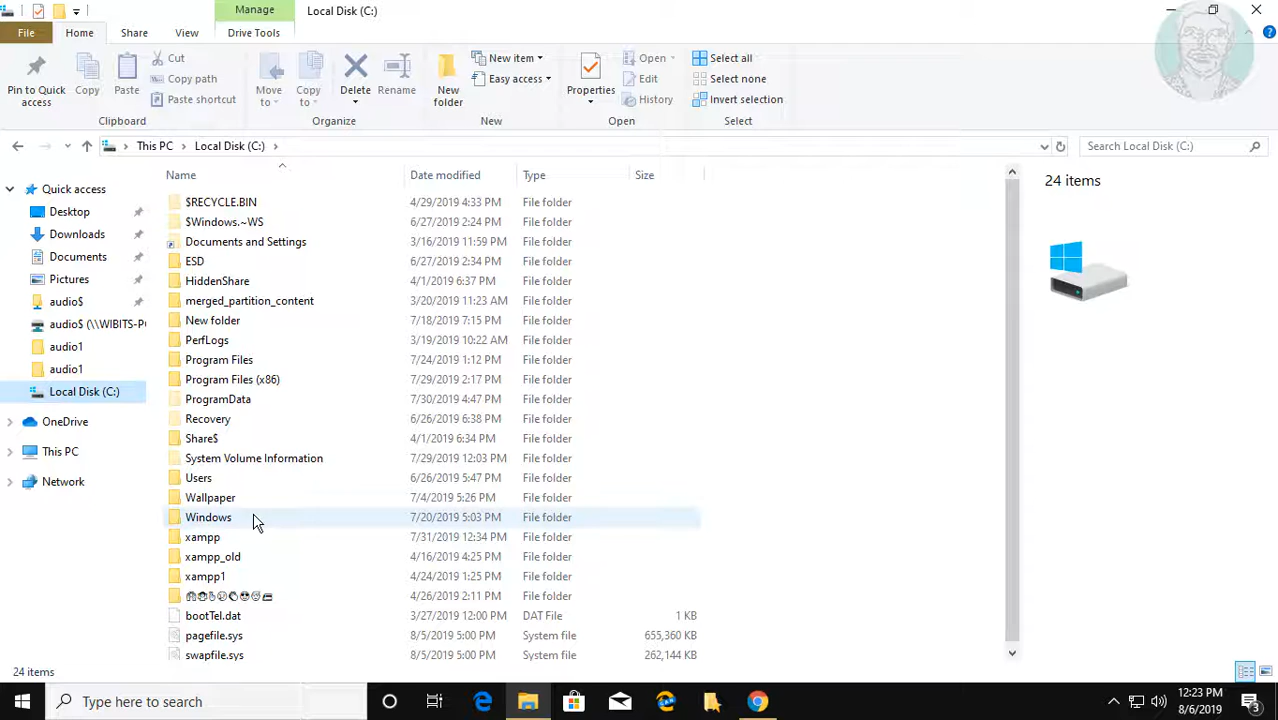 Manage
Local Disk (C:)
File
Home
Share
View
Drive Tools
Pin to Quick
access
Copy
Paste
Cut
Copy path
Paste shortcut
Clipboard
Move
to
Copy
to
Delete
Rename
Organize
New
folder
New item
Easy access
New
Properties
Open
Edit
History
Open
Select all
Select none
Invert selection
Select
This PC
Local Disk (C:)
Search Local Disk (C:)
Quick access
Desktop
Downloads
Documents
Pictures
audio$
audio$ (\\WIBITS-P
audio1
audio1
Local Disk (C:)
OneDrive
This PC
Network
Name Date modified Type Size
$RECYCLE.BIN 4/29/2019 4:33 PM File folder
$Windows.~WS 6/27/2019 2:24 PM File folder
Documents and Settings 3/16/2019 11:59 PM File folder
ESD 6/27/2019 2:34 PM File folder
HiddenShare 4/1/2019 6:37 PM File folder
merged_partition_content 3/20/2019 11:23 AM File folder
New folder 7/18/2019 7:15 PM File folder
PerfLogs 3/19/2019 10:22 AM File folder
Program Files 7/24/2019 1:12 PM File folder
Program Files (x86) 7/29/2019 2:17 PM File folder
ProgramData 7/30/2019 4:47 PM File folder
Recovery 6/26/2019 6:38 PM File folder
Share$ 4/1/2019 6:34 PM File folder
System Volume Information 7/29/2019 12:03 PM File folder
Users 6/26/2019 5:47 PM File folder
Wallpaper 7/4/2019 5:26 PM File folder
Windows 7/20/2019 5:03 PM File folder
xampp 7/31/2019 12:34 PM File folder
xampp_old 4/16/2019 4:25 PM File folder
xampp1 4/24/2019 1:25 PM File folder
4/26/2019 2:11 PM File folder
bootTel.dat 3/27/2019 12:00 PM DAT File 1 KB
pagefile.sys 8/5/2019 5:00 PM System file 655,360 KB
swapfile.sys 8/5/2019 5:00 PM System file 262,144 KB
24 items
24 items
Type here to search
12:23 PM
8/6/2019
3